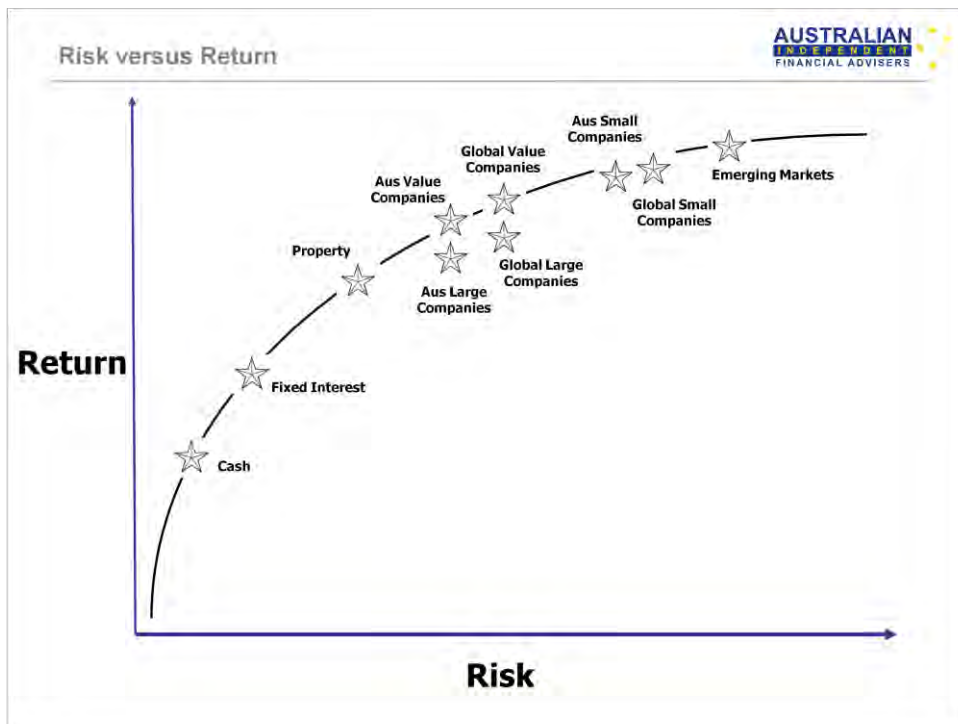 Risk versus Return
AUSTRALIAN
INDEPENDENT
FINANCIAL ADVISERS
Aus Small
Companies
Global Value
Companies
Emerging Markets
Aus Value
Companies
Global Small
Companies
Property
Global Large
Companies
Aus Large
Companies
Return
Fixed Interest
Cash
Risk